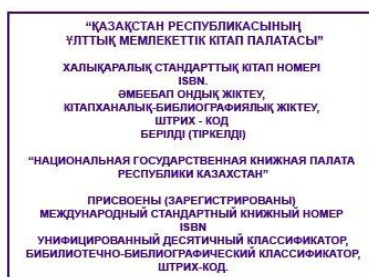 “ҚАЗАҚСТАН РЕСПУБЛИКАСЫНЫҢ
ҰЛТТЫҚ МЕМЛЕКЕТТІК КІТАП ПАЛАТАСЫ”
ХАЛЫҚАРАЛЫҚ СТАНДАРТТЫҚ КІТАП НОМЕРІ
ISBN.
ӘМБЕБАП ОНДЫҚ ЖІКТЕУ,
КІТАПХАНАЛЫҚ-БИБЛИОГРАФИЯЛЫҚ ЖІКТЕУ,
ШТРИХ - КОД
БЕРІЛДІ (ТІРКЕЛДІ)
“НАЦИОНАЛЬНАЯ ГОСУДАРСТВЕННАЯ КНИЖНАЯ ПАЛАТА
РЕСПУБЛИКИ КАЗАХСТАН”
ПРИСВОЕНЫ (ЗАРЕГИСТРИРОВАНЫ)
МЕЖДУНАРОДНЫЙ СТАНДАРТНЫЙ КНИЖНЫЙ НОМЕР
ISBN
УНИФИЦИРОВАННЫЙ ДЕСЯТИЧНЫЙ КЛАССИФИКАТОР,
БИБИЛИОТЕЧНО-БИБЛИОГРАФИЧЕСКИЙ КЛАССИФИКАТОР,
ШТРИХ-КОД.